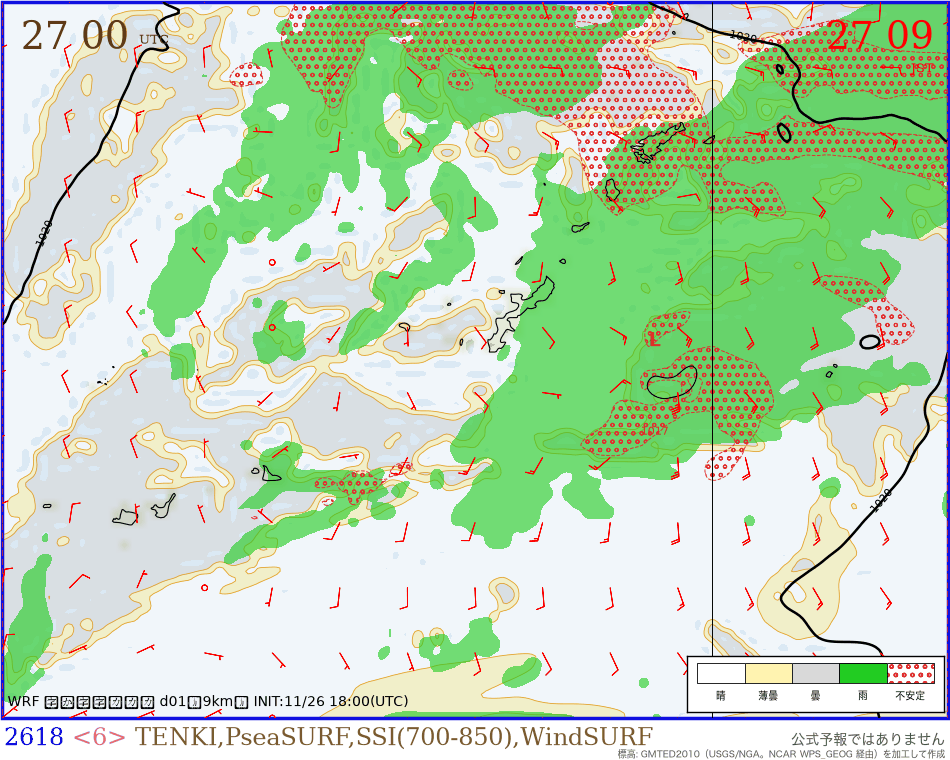 27 00 UTC
27 09
1020
1020
L
1017
1020
晴 薄曇 曇 雨 不安定
WRF d01 9km INIT:11/26 18:00(UTC)
2618 <6> TENKI,PseaSURF,SSI(700-850),WindSURF
公式予報ではありません
標高: GMTED2010（USGS/NGA。NCAR WPS_GEOG 経由）を加工して作成